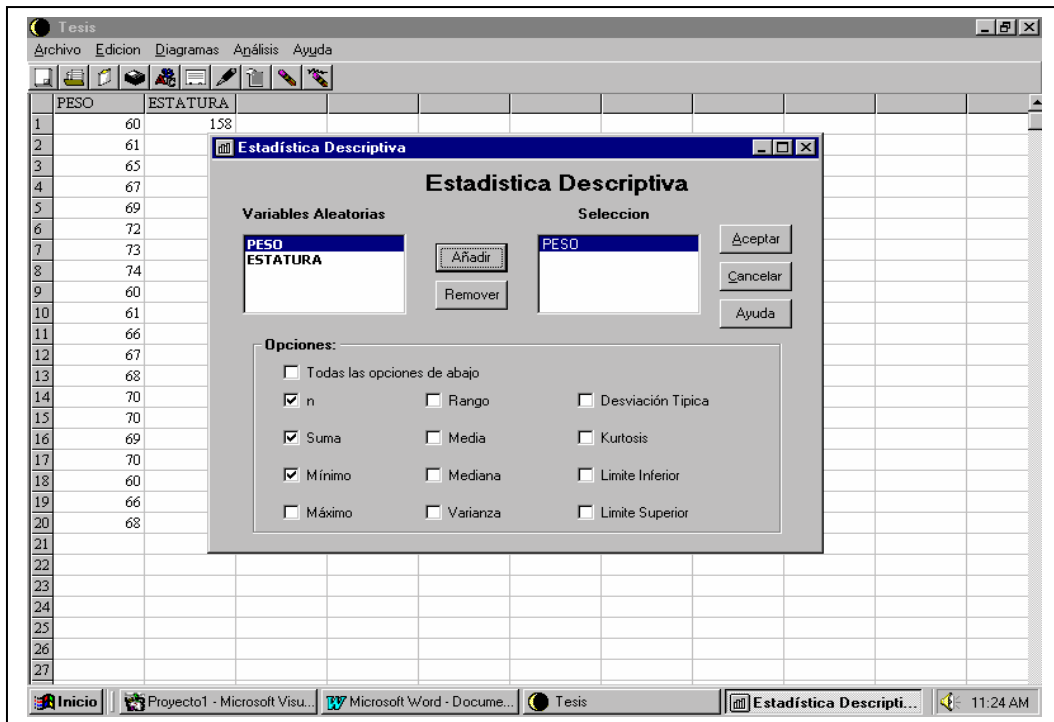 Tesis
Archivo Edicion Diagramas Análisis Ayuda
PESO ESTATURA
1 60 158
2 61
3 65
4 67
5 69
6 72
7 73
8 74
9 60
10 61
11 66
12 67
13 68
14 70
15 70
16 69
17 70
18 60
19 66
20 68
21
22
23
24
25
26
27
Estadística Descriptiva
Estadistica Descriptiva
Variables Aleatorias
Seleccion
PESO
ESTATURA
Añadir
Remover
PESO
Aceptar
Cancelar
Ayuda
Opciones:
Todas las opciones de abajo
n Rango Desviación Tipica
Suma Media Kurtosis
Mínimo Mediana Limite Inferior
Máximo Varianza Limite Superior
Inicio Proyecto1 - Microsoft Visu... Microsoft Word - Docume... Tesis Estadística Descripti... 11:24 AM